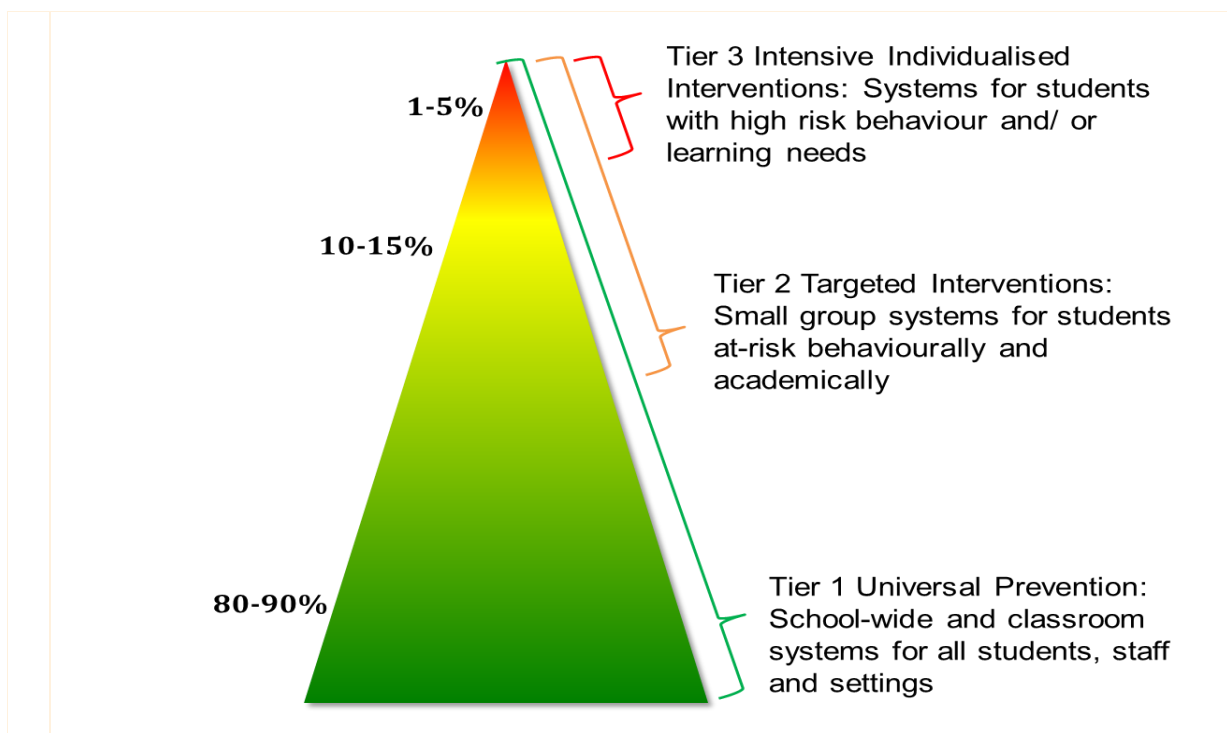 Tier 3 Intensive Individualised
Interventions: Systems for students
with high risk behaviour and/ or
learning needs
1-5%
10-15%
Tier 2 Targeted Interventions:
Small group systems for students
at-risk behaviourally and
academically
80-90%
Tier 1 Universal Prevention:
School-wide and classroom
systems for all students, staff
and settings